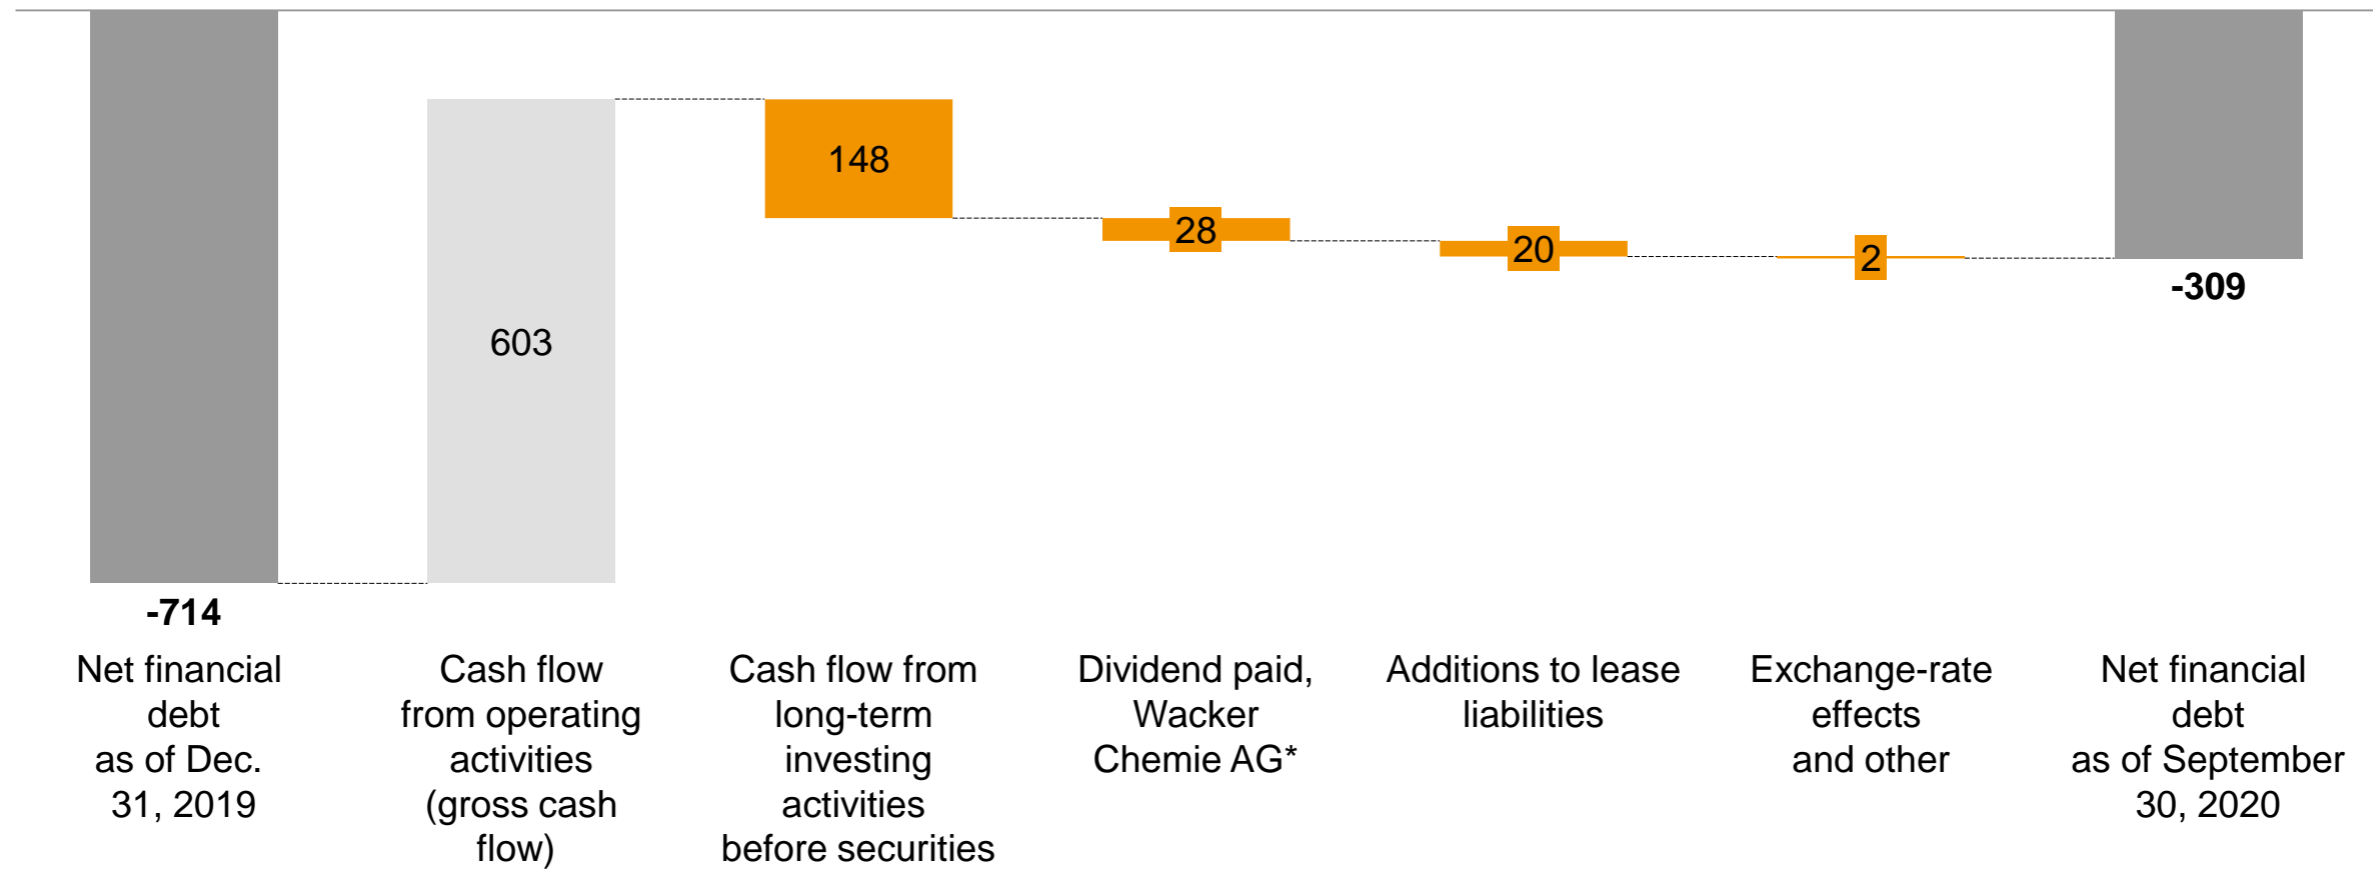 148
28
20
2
-309
603
-714
Net financial
debt
as of Dec.
31, 2019
Cash flow
from operating
activities
(gross cash
flow)
Cash flow from
long-term
investing
activities
before securities
Dividend paid,
Wacker
Chemie AG*
Additions to lease
liabilities
Exchange-rate
effects
and other
Net financial
debt
as of September
30, 2020